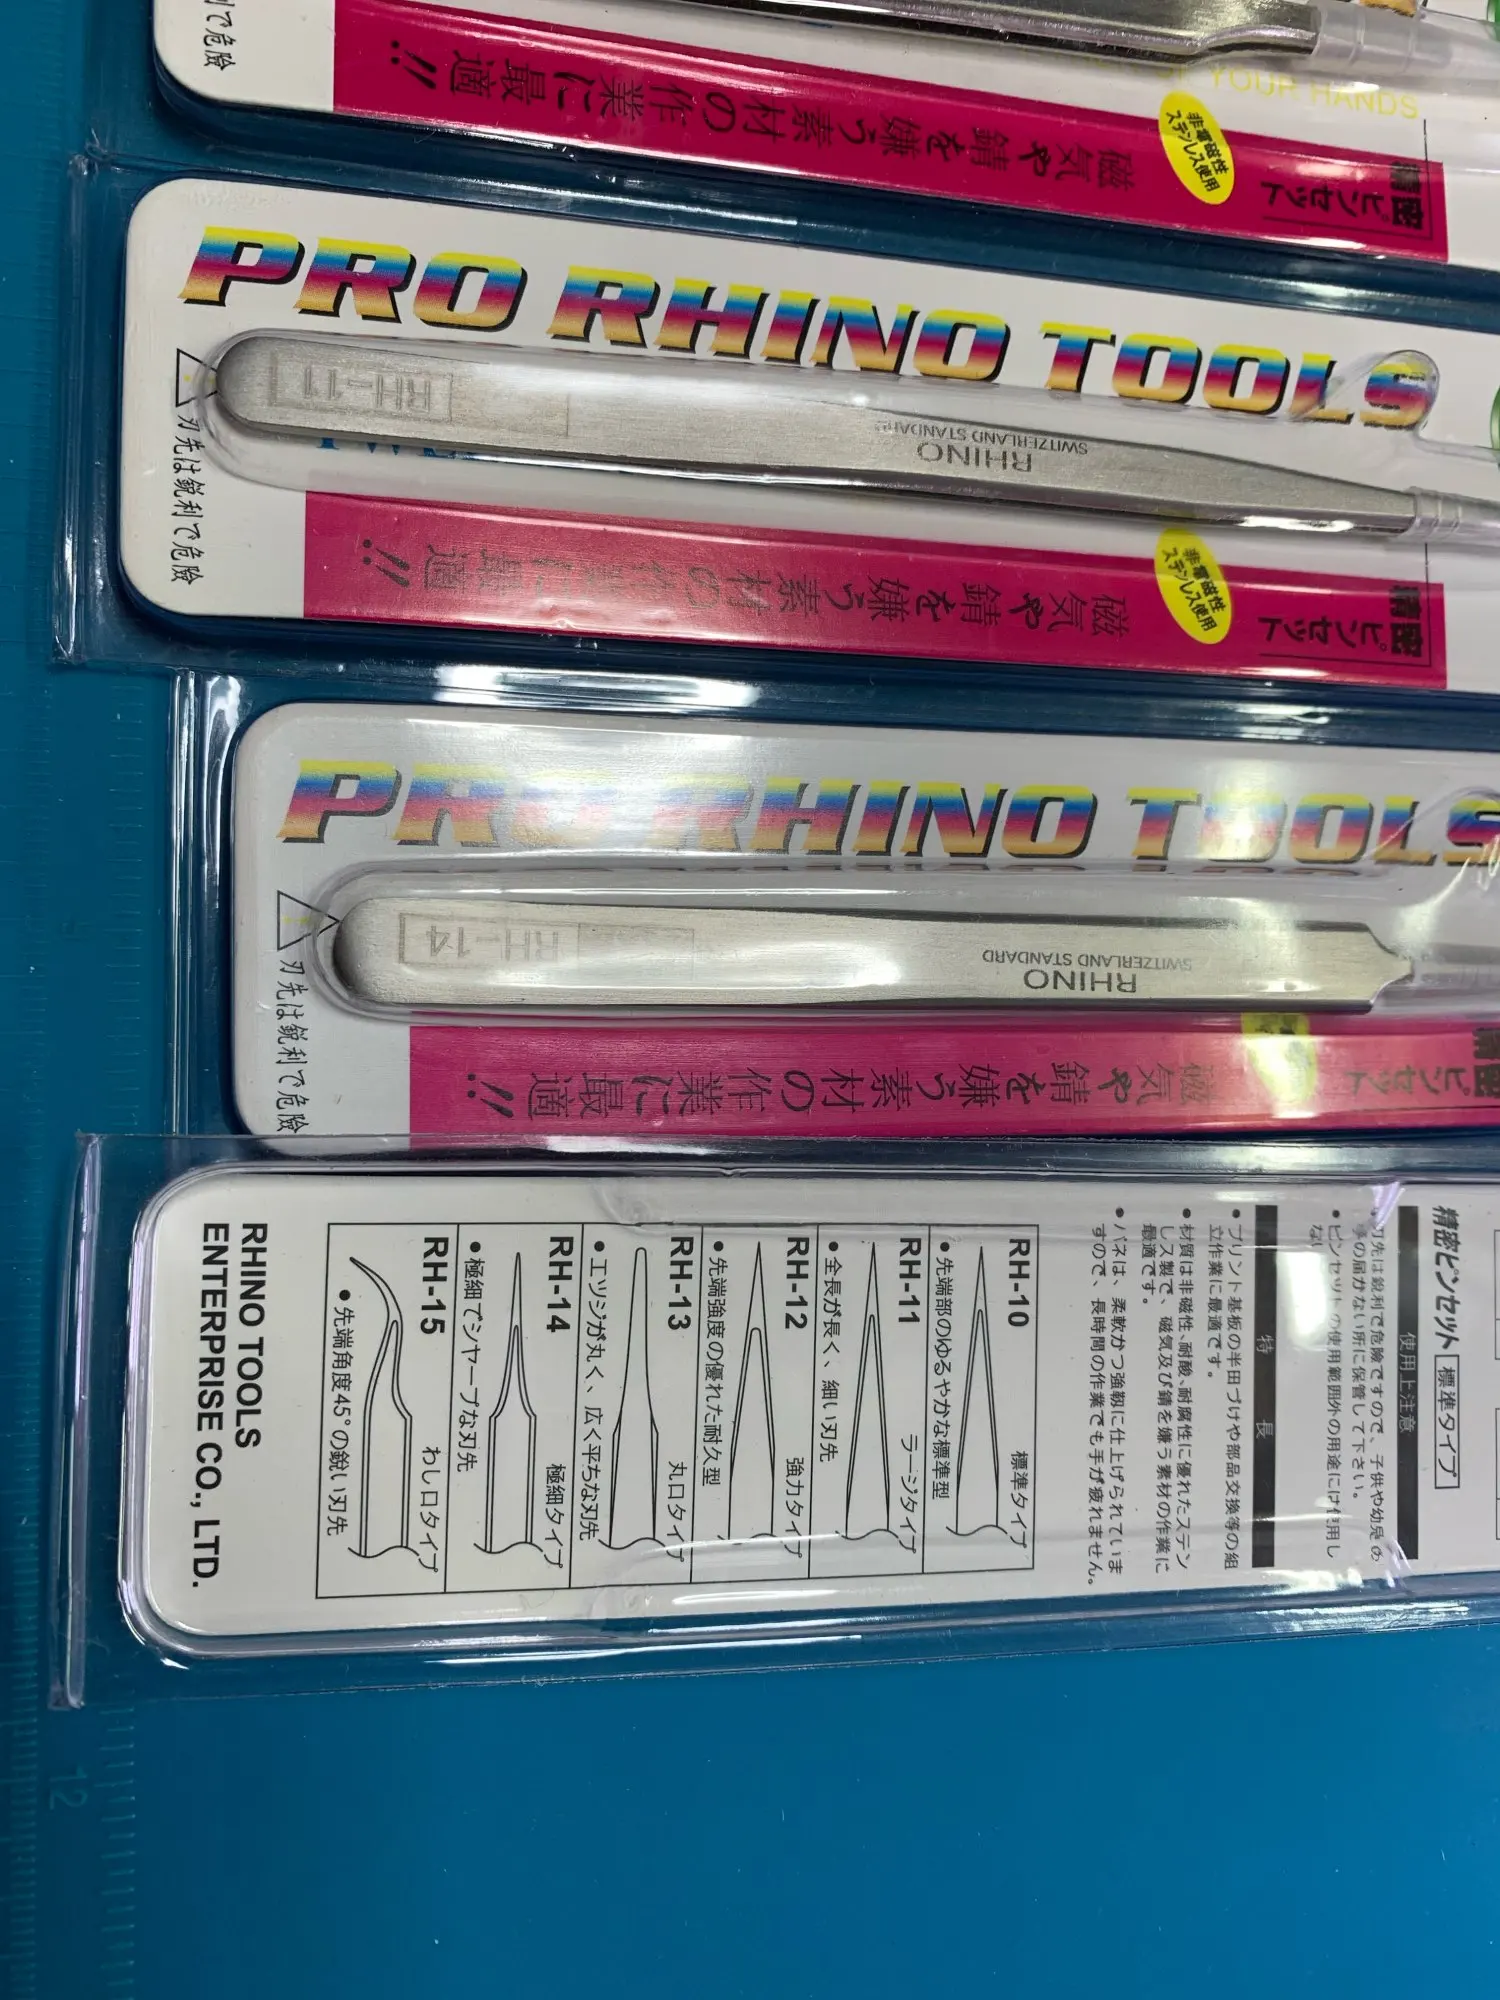 で危険
磁気や錆を嫌う素材の作業に最適!!
YOUR HANDS
非磁性
ステンレス使用
精密ピンセット
PRO RHINO TOOLS
RH-11
RHINO
SWITZERLAND STANDARD
刃先は鋭利で危険
磁気や錆を嫌う素材の作業に最適!!
非磁性
ステンレス使用
精密ピンセット
PRO RHINO TOOLS
RH-14
RHINO
SWITZERLAND STANDARD
刃先は鋭利で危険
磁気や錆を嫌う素材の作業に最適!!
精密ピンセット
精密ピンセット 標準タイプ
使用上注意
刃先は鋭利で危険ですので、子供や幼児の
手の届かない所に保管して下さい。
•ピンセットの使用範囲外の用途には使用し
ない
特 長
•プリント基板の半田づけや部品交換等の組
立作業に最適です。
•材質は非磁性、耐酸、耐腐性に優れたステン
レス製で、磁気及び錆を嫌う素材の作業に
最適です。
•バネは、柔軟かつ強靱に仕上げられていま
すので、長時間の作業でも手が疲れません。
RH-10 標準タイプ
•先端部のゆるやかな標準型
RH-11 ラージタイプ
•全長が長く、細い刃先
RH-12 強力タイプ
•先端強度の優れた耐久型
RH-13 丸口タイプ
•エッジが丸く、広く平らな刃先
RH-14 極細タイプ
•極細でシャープな刃先
RH-15 わし口タイプ
•先端角度45°の鋭い刃先
RHINO TOOLS
ENTERPRISE CO., LTD.
12